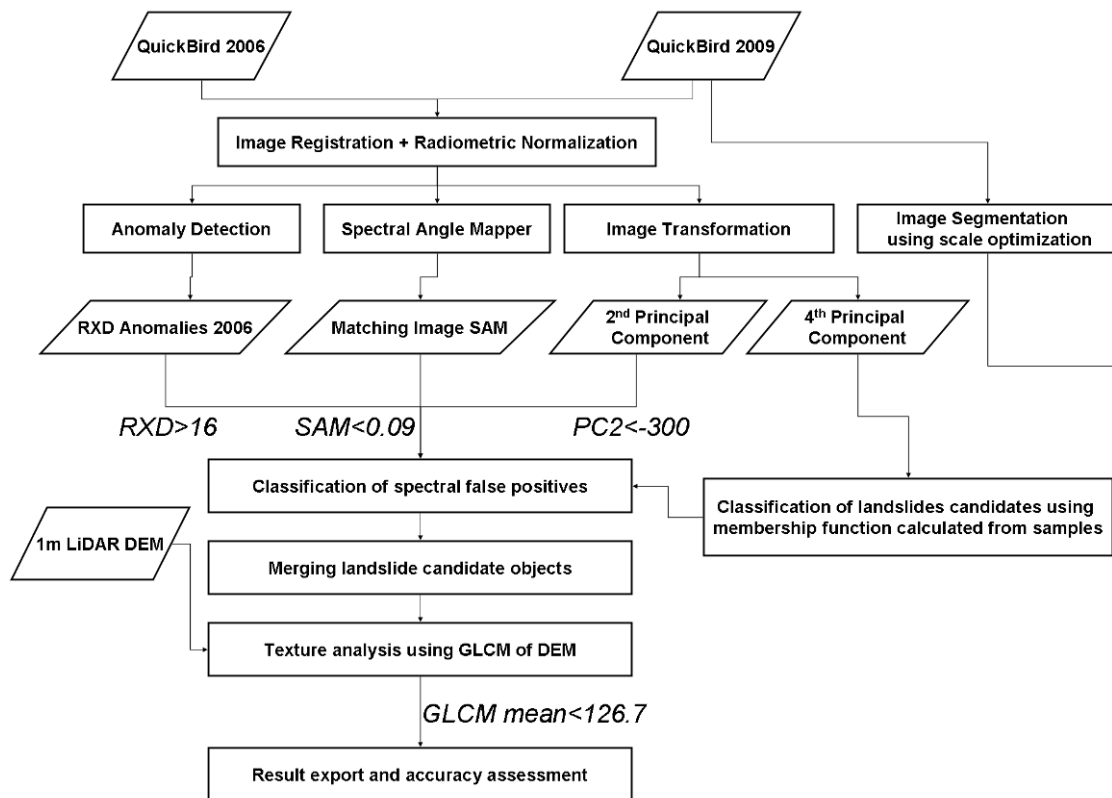 QuickBird 2006
QuickBird 2009
Image Registration + Radiometric Normalization
Anomaly Detection
Spectral Angle Mapper
Image Transformation
Image Segmentation
using scale optimization
RXD Anomalies 2006
Matching Image SAM
2nd Principal
Component
4th Principal
Component
RXD>16
SAM<0.09
PC2<-300
Classification of spectral false positives
Classification of landslides candidates using
membership function calculated from samples
1m LiDAR DEM
Merging landslide candidate objects
Texture analysis using GLCM of DEM
GLCM mean<126.7
Result export and accuracy assessment